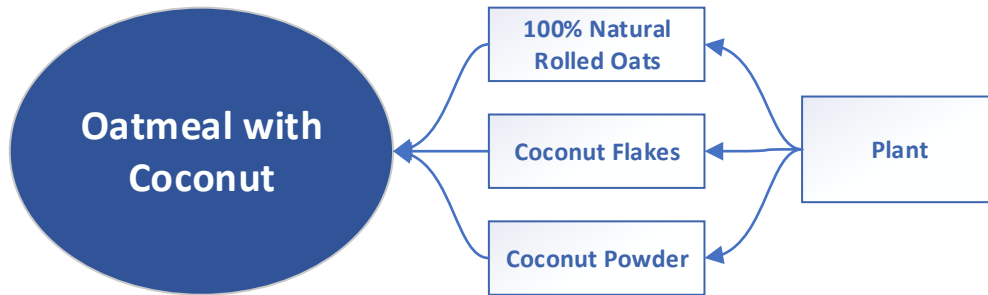 Oatmeal with
Coconut
100% Natural
Rolled Oats
Coconut Flakes
Coconut Powder
Plant